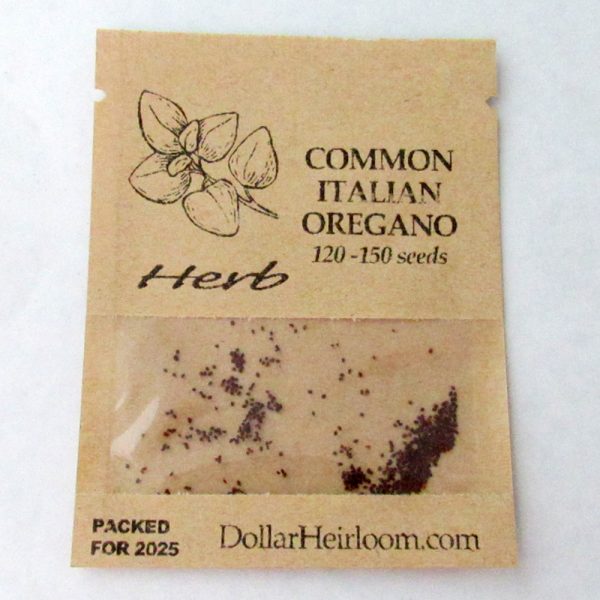 COMMON
ITALIAN
OREGANO
120 -150 seeds
Herb
PACKED
FOR 2025
DollarHeirloom.com